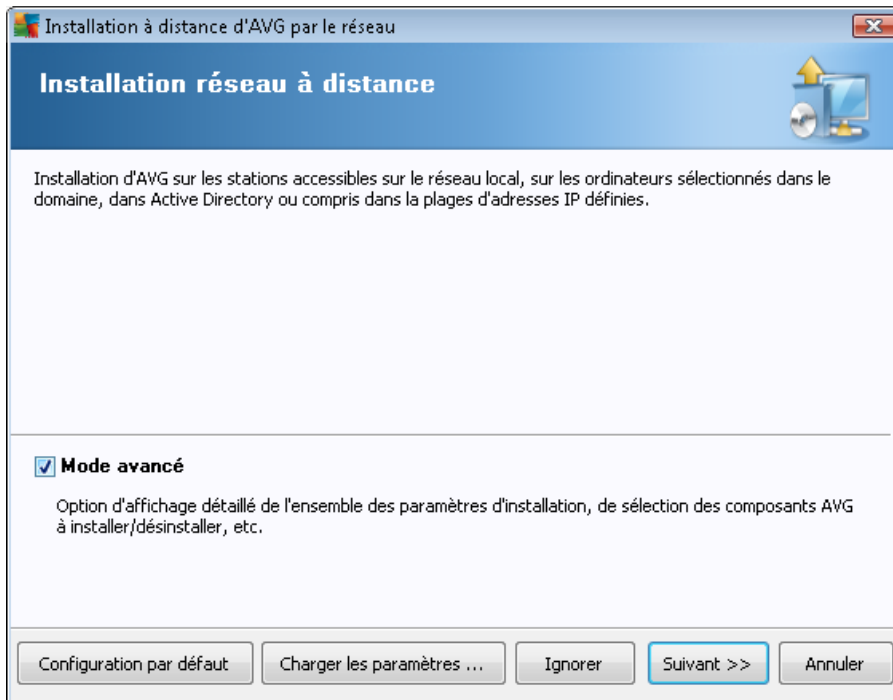 Installation à distance d'AVG par le réseau
Installation réseau à distance
Installation d'AVG sur les stations accessibles sur le réseau local, sur les ordinateurs sélectionnés dans le
domaine, dans Active Directory ou compris dans la plages d'adresses IP définies.
Mode avancé
Option d'affichage détaillé de l'ensemble des paramètres d'installation, de sélection des composants AVG
à installer/désinstaller, etc.
Configuration par défaut
Charger les paramètres ...
Ignorer
Suivant >>
Annuler